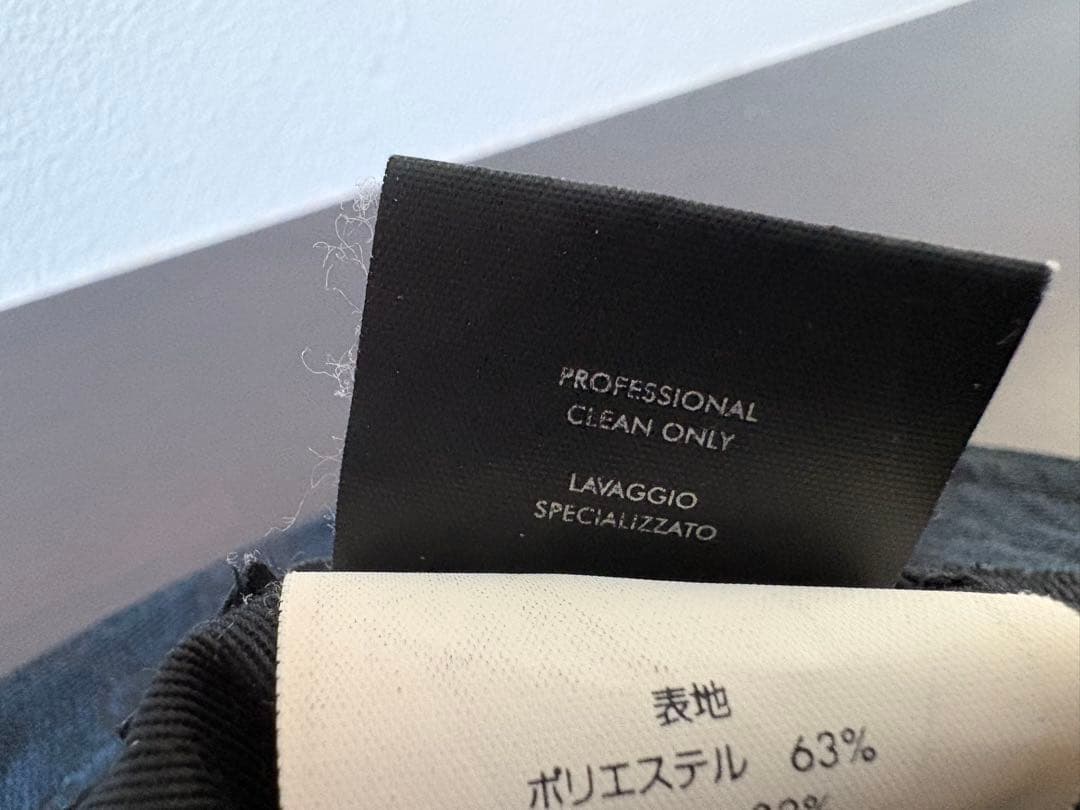 PROFESSIONAL
CLEAN ONLY
LAVAGGIO
SPECIALIZZATO
表地
ポリエステル 63%